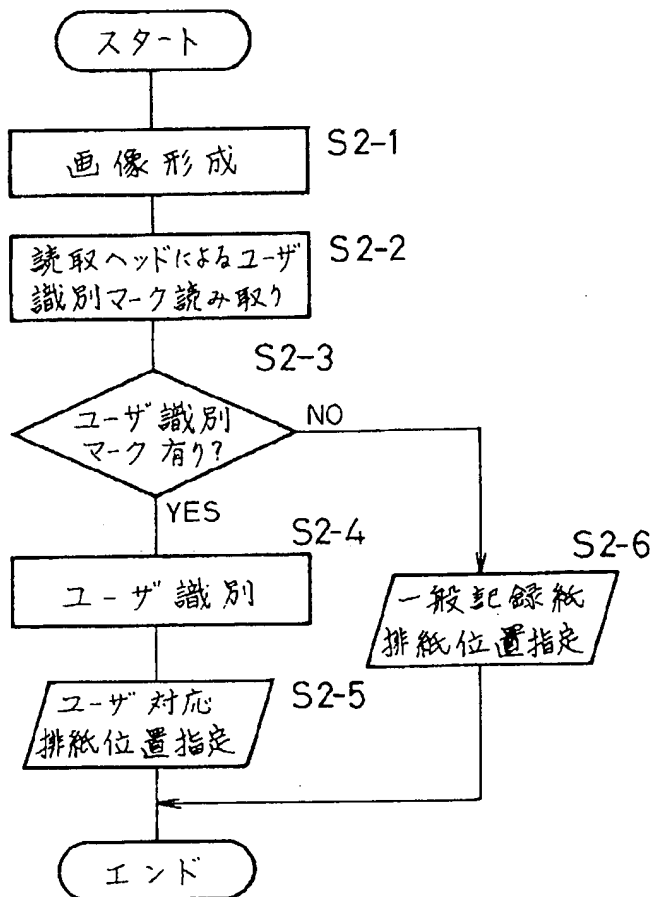 スタート
画像形成
S2-1
読取ヘッドによるユーザ
識別マーク読み取り
S2-2
S2-3
ユーザ識別
マーク有り?
NO
YES
S2-4
ユーザ識別
S2-6
一般記録紙
排紙位置指定
S2-5
ユーザ対応
排紙位置指定
エンド